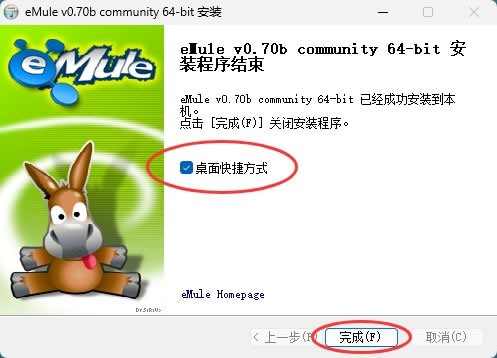 eMule v0.70b community 64-bit 安装
eMule
eMule v0.70b community 64-bit 安
装程序结束
eMule v0.70b community 64-bit 已经成功安装到本
机。
点击 [完成(F)] 关闭安装程序。
桌面快捷方式
eMule Homepage
< 上一步(P) 完成(F) 取消(C)